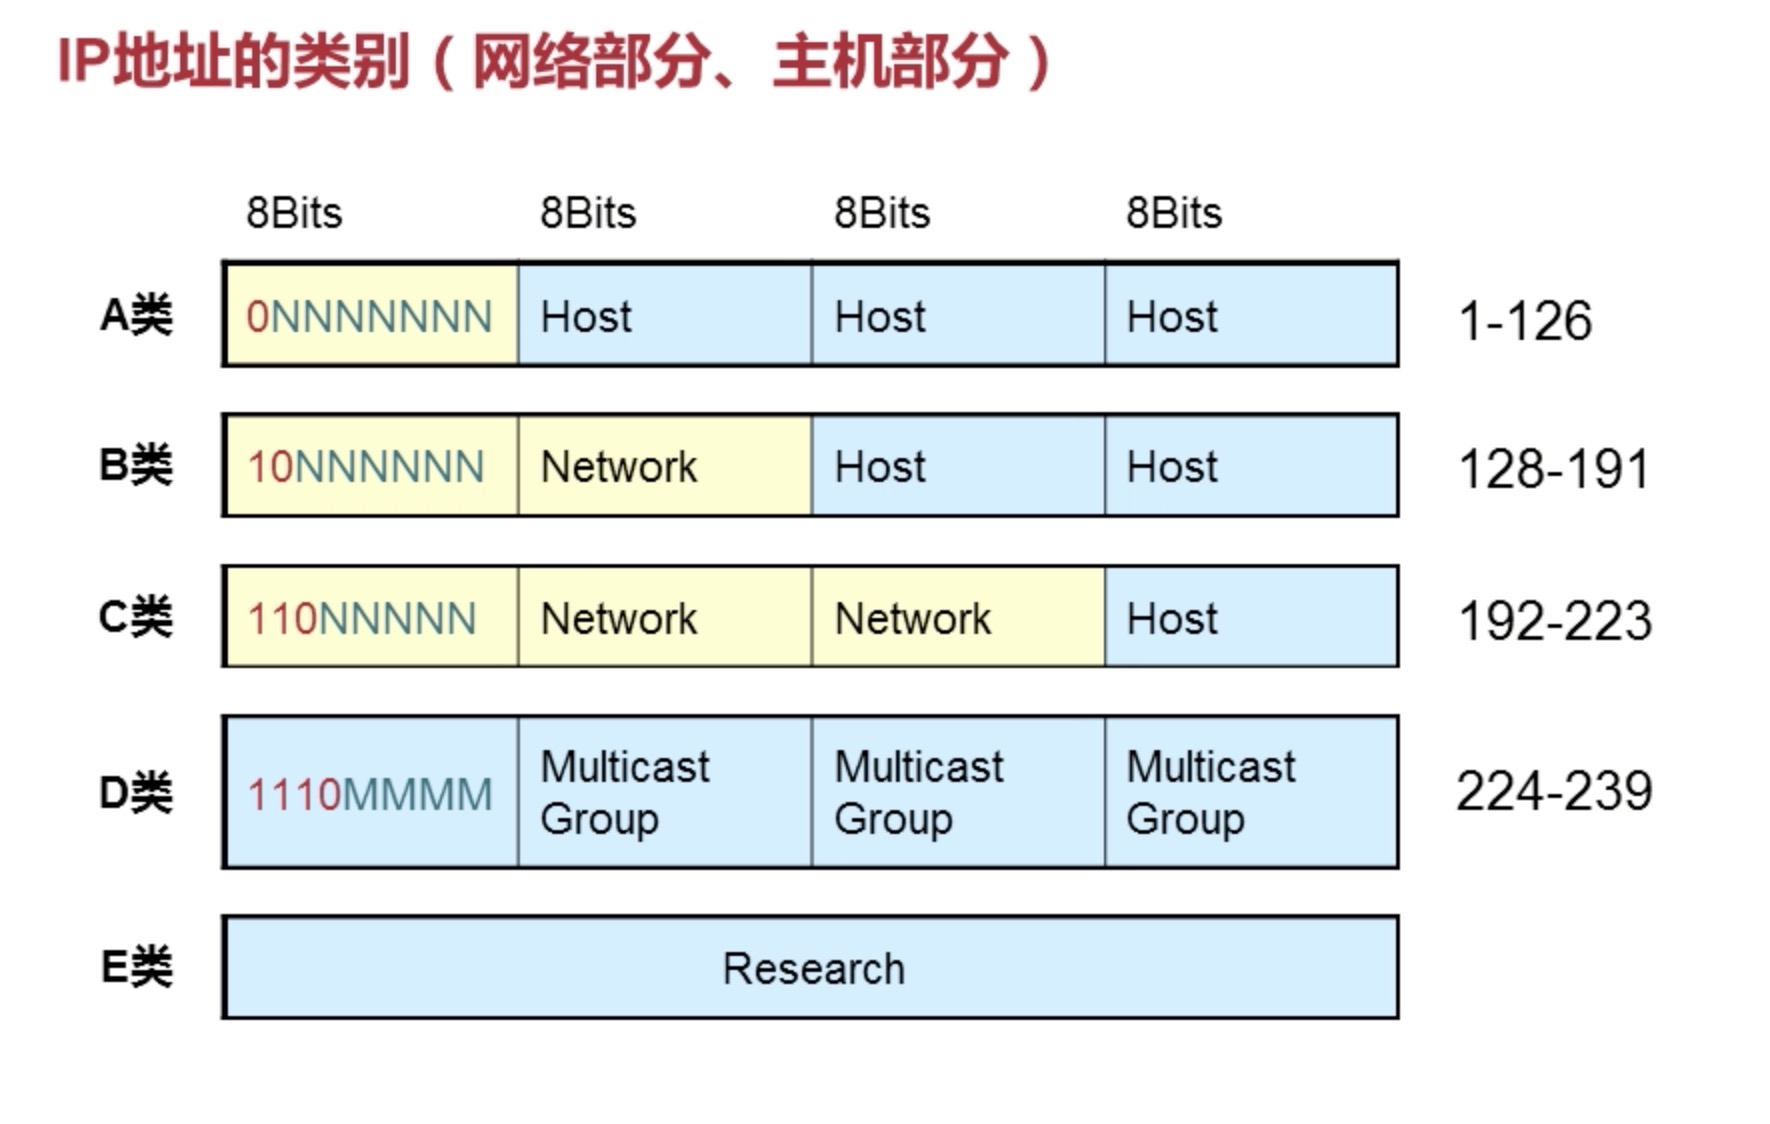 IP地址的类别（网络部分、主机部分）
8Bits 8Bits 8Bits 8Bits
A类 0NNNNNNN Host Host Host 1-126
B类 10NNNNNN Network Host Host 128-191
C类 110NNNNN Network Network Host 192-223
D类 1110MMMM Multicast Group Multicast Group Multicast Group 224-239
E类 Research